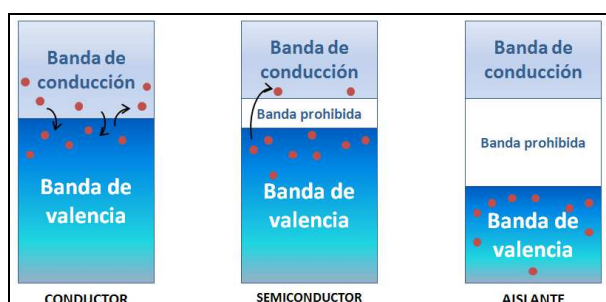 Banda de
conducción
Banda de
valencia
CONDUCTOR
Banda de
conducción
Banda prohibida
Banda de
valencia
SEMICONDUCTOR
Banda de
conducción
Banda prohibida
Banda de
valencia
AISLANTE